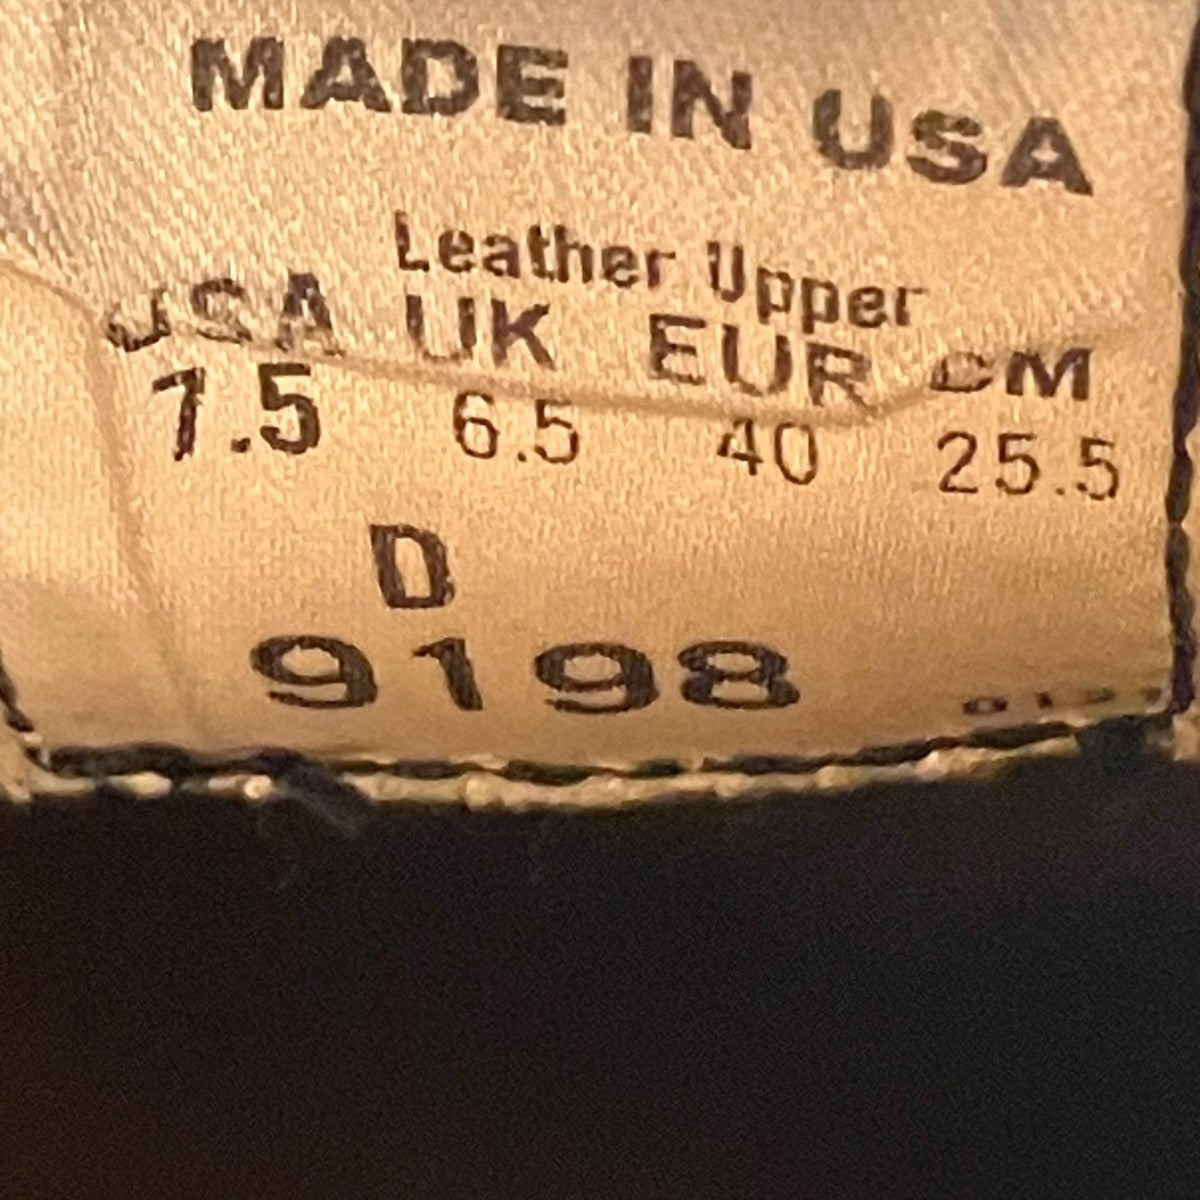 MADE IN USA
Leather Upper
USA UK EUR CM
7.5 6.5 40 25.5
D
9198